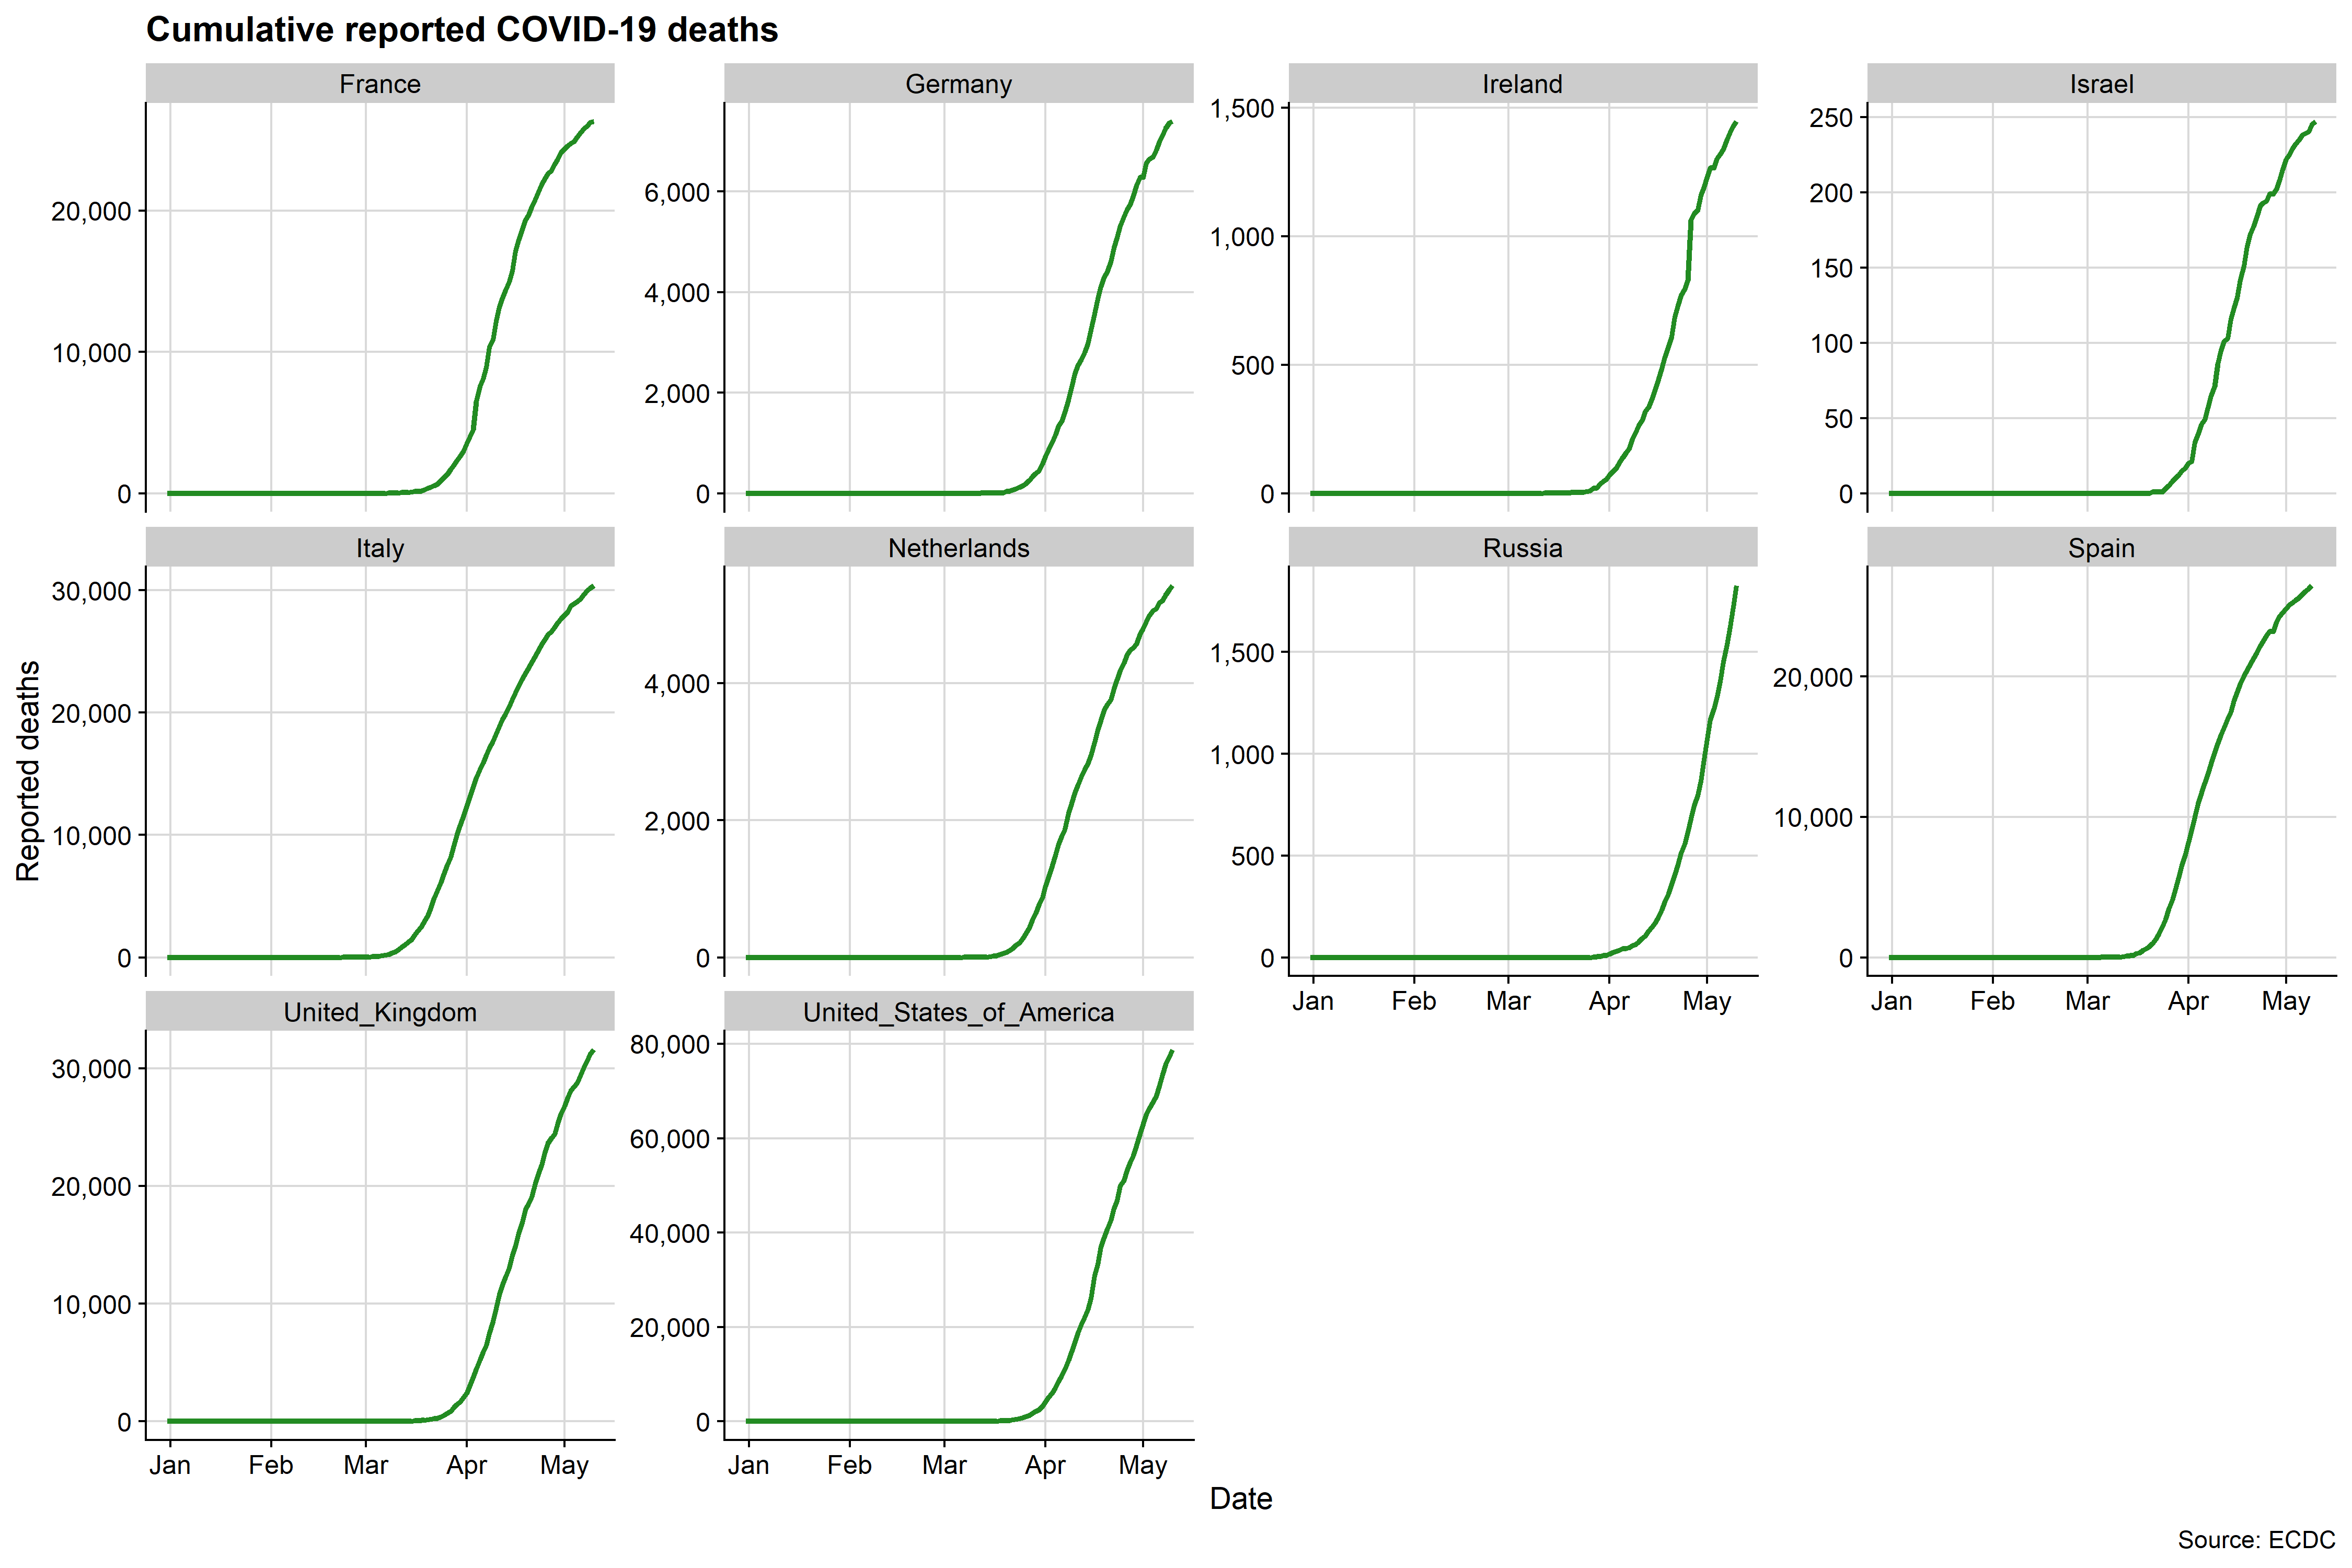 Cumulative reported COVID-19 deaths
France
Germany
Ireland
Israel
20,000
10,000
0
6,000
4,000
2,000
0
1,500
1,000
500
0
250
200
150
100
50
0
Italy
Netherlands
Russia
Spain
30,000
20,000
10,000
0
4,000
2,000
0
1,500
1,000
500
0
20,000
10,000
0
Jan Feb Mar Apr May
Jan Feb Mar Apr May
United_Kingdom
United_States_of_America
30,000
20,000
10,000
0
80,000
60,000
40,000
20,000
0
Jan Feb Mar Apr May
Jan Feb Mar Apr May
Reported deaths
Date
Source: ECDC